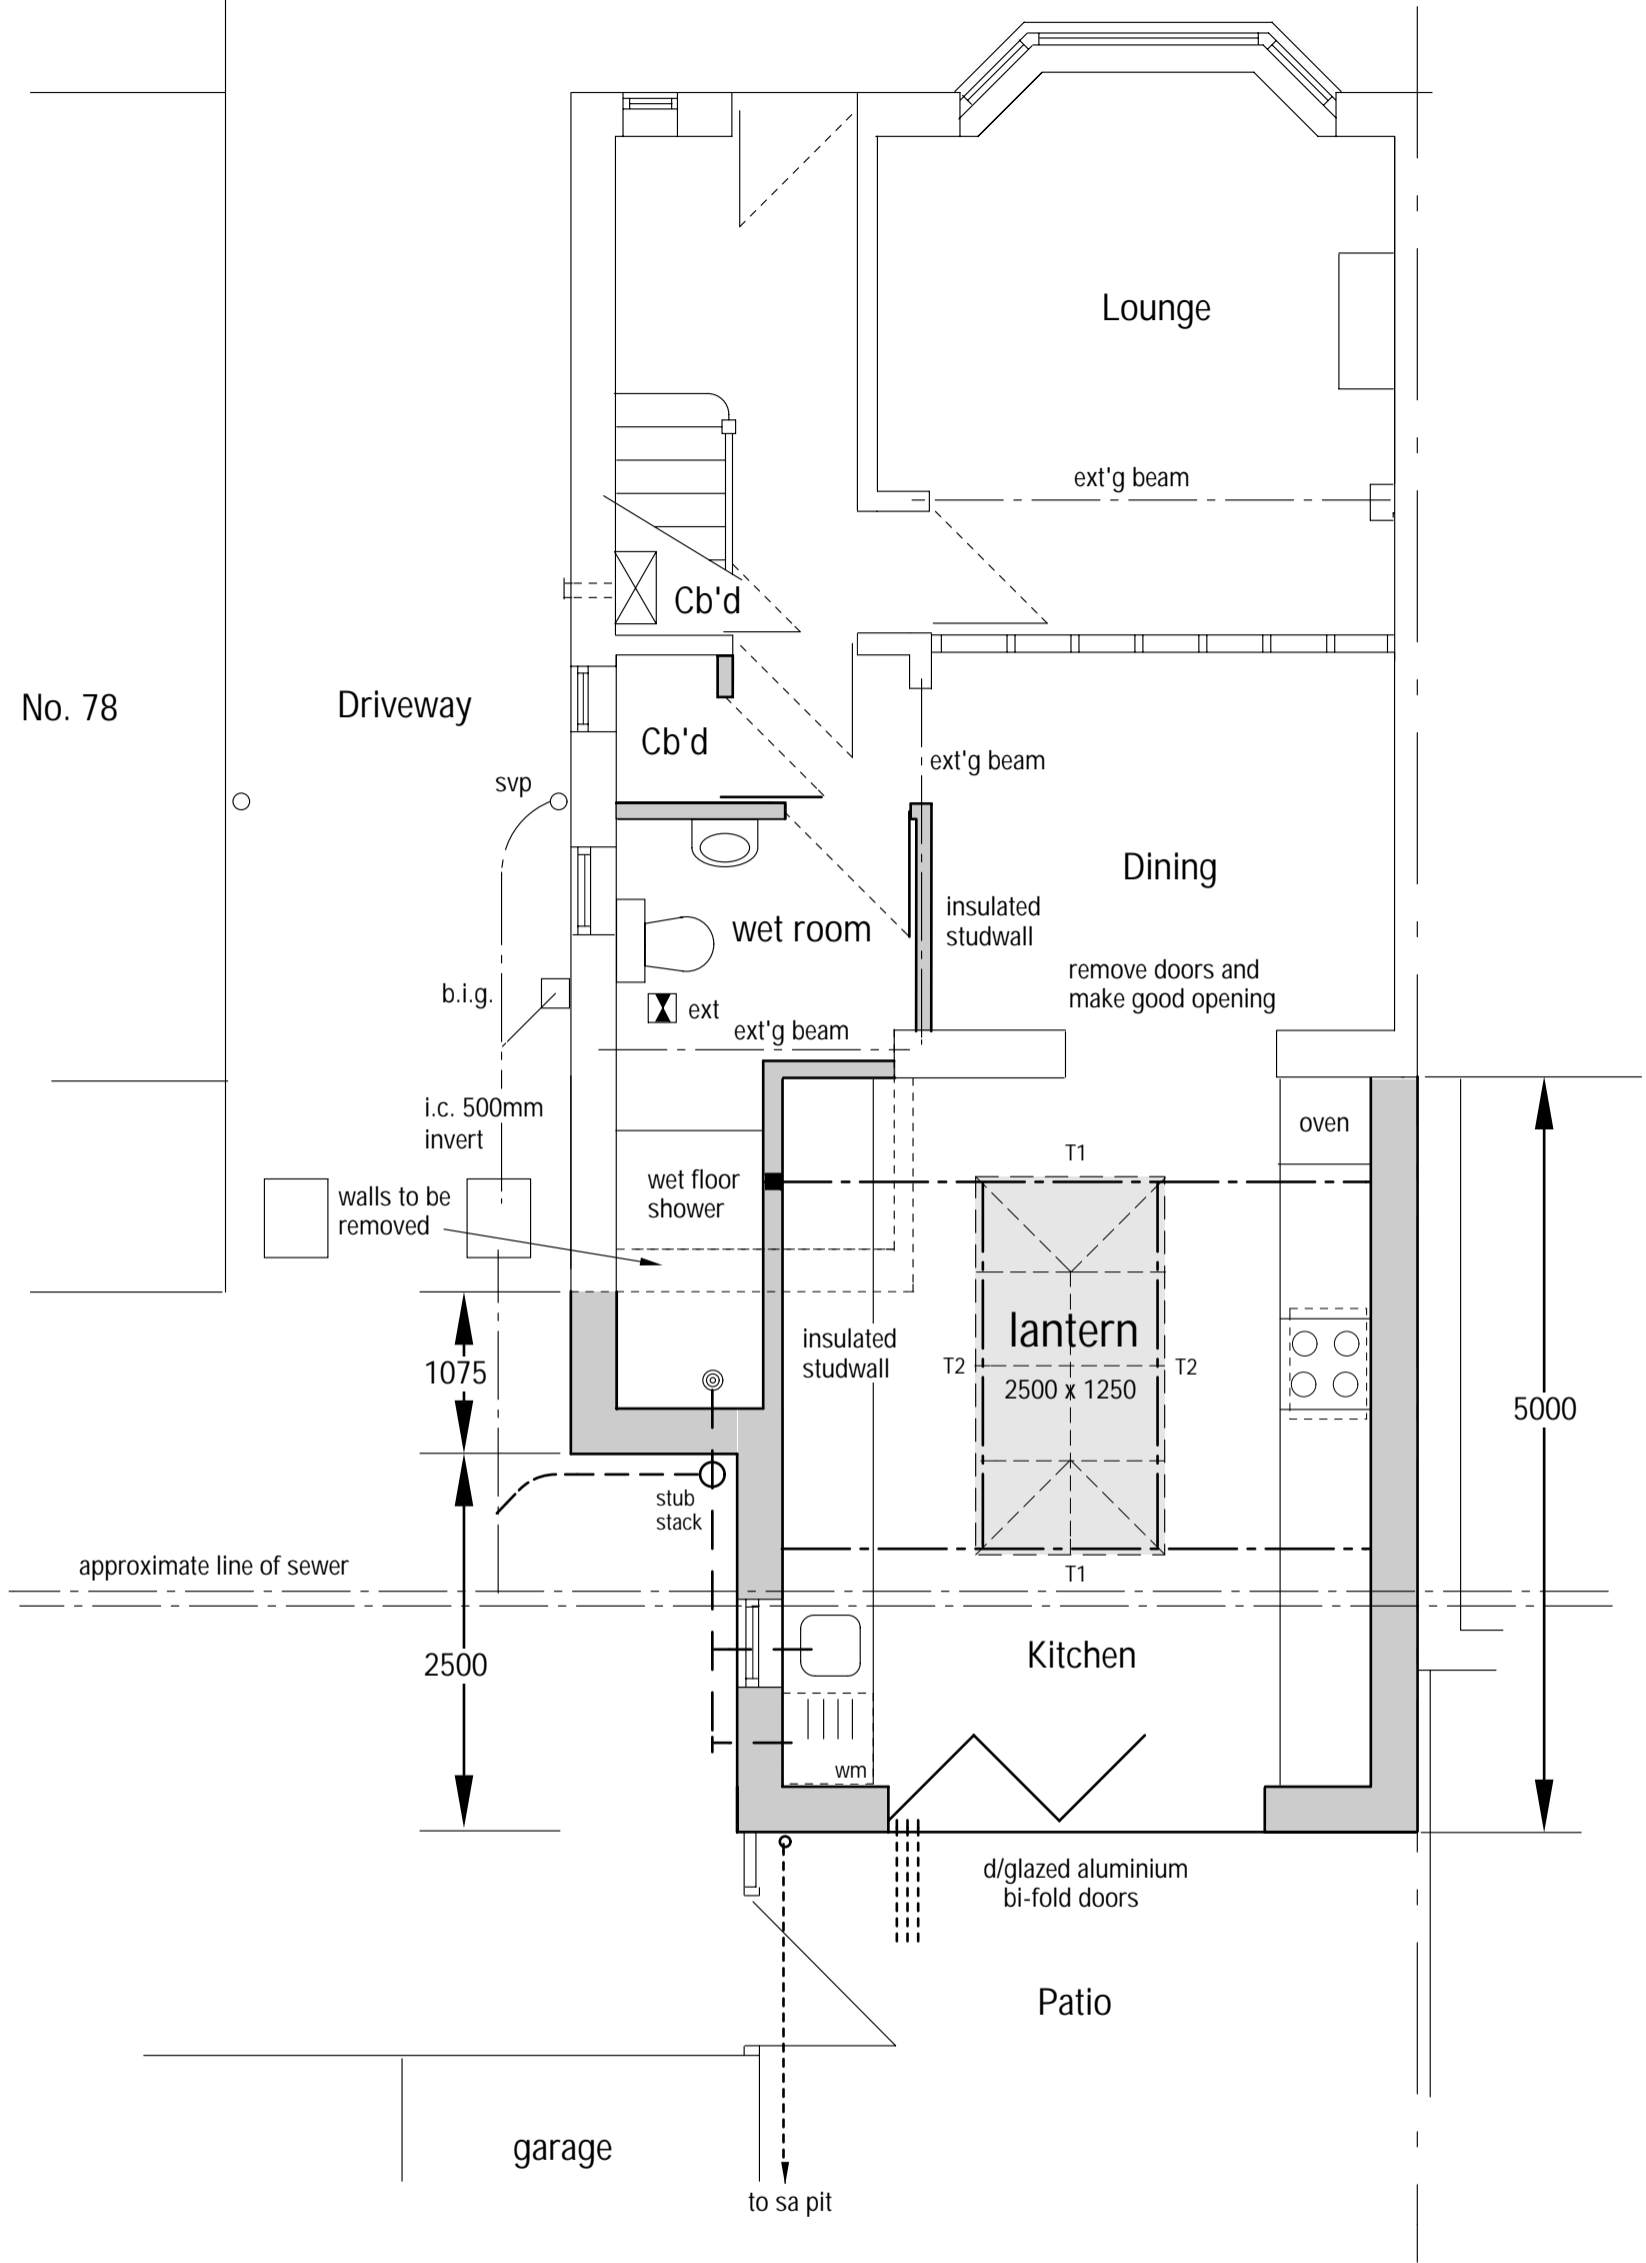 Lounge
ext'g beam
Cb'd
No. 78
Driveway
Cb'd
svp
ext'g beam
Dining
insulated
studwall
wet room
remove doors and
make good opening
b.i.g.
ext
ext'g beam
i.c. 500mm
invert
oven
T1
wet floor
shower
walls to be
removed
lantern
2500 x 1250
insulated
studwall
T2
T2
1075
5000
stub
stack
approximate line of sewer
T1
2500
Kitchen
wm
d/glazed aluminium
bi-fold doors
Patio
garage
to sa pit